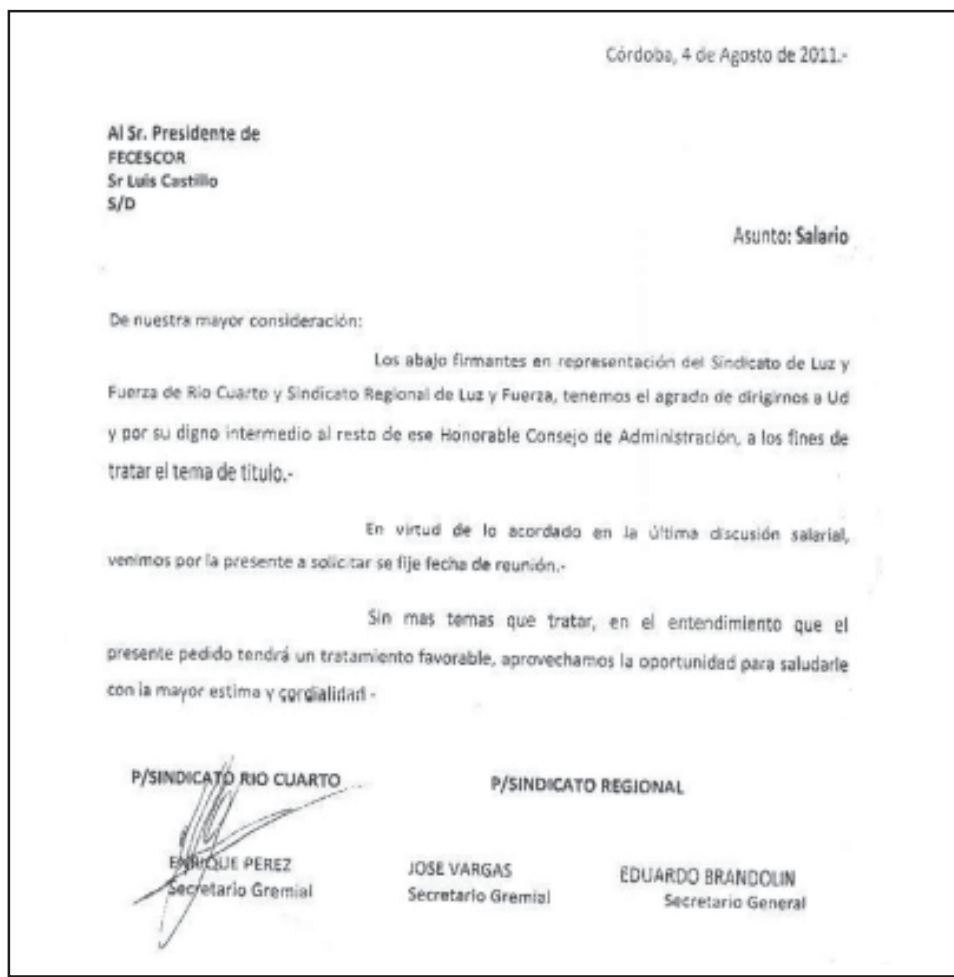 Córdoba, 4 de Agosto de 2011.-
Al Sr. Presidente de
FECESCOR
Sr Luis Castillo
S/D
Asunto: Salario
De nuestra mayor consideración:
Los abajo firmantes en representación del Sindicato de Luz y
Fuerza de Rio Cuarto y Sindicato Regional de Luz y Fuerza, tenemos el agrado de dirigirnos a Ud
y por su digno intermedio al resto de ese Honorable Consejo de Administración, a los fines de
tratar el tema de titulo.-
En virtud de lo acordado en la última discusión salarial,
venimos por la presente a solicitar se fije fecha de reunión.-
Sin mas temas que tratar, en el entendimiento que el
presente pedido tendrá un tratamiento favorable, aprovechamos la oportunidad para saludarle
con la mayor estima y cordialidad -
P/SINDICATO RIO CUARTO P/SINDICATO REGIONAL
ENRIQUE PEREZ JOSE VARGAS EDUARDO BRANDOLIN
Secretario Gremial Secretario Gremial Secretario General